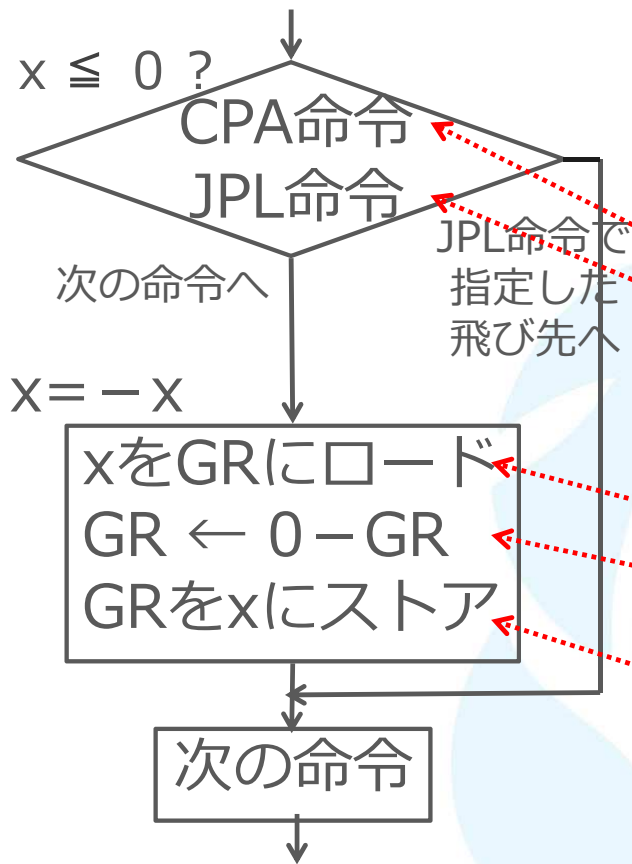 x ≦ 0 ?
CPA命令
JPL命令
JPL命令で
指定した
飛び先へ
次の命令へ
x=－x
xをGRにロード
GR ← 0－GR
GRをxにストア
次の命令